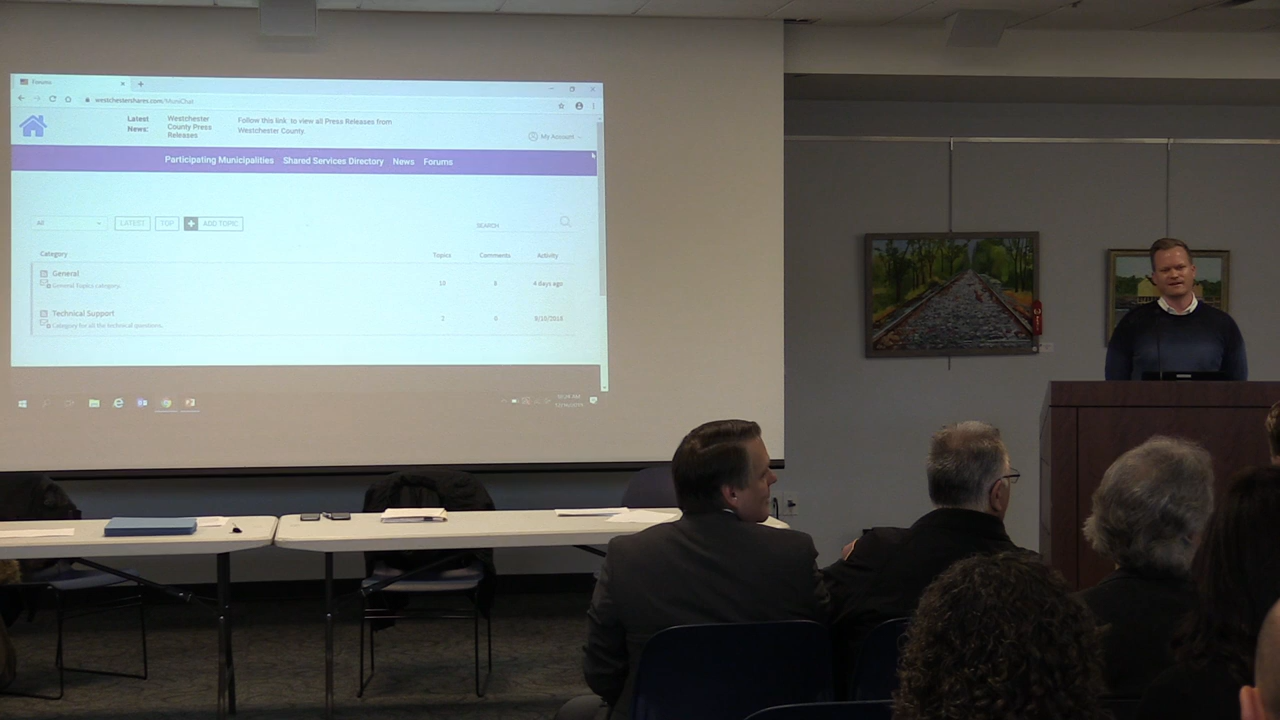 Forums
westchestershares.com/MuniChat
Latest News:
Westchester County Press Releases
Follow this link to view all Press Releases from Westchester County.
My Account
Participating Municipalities Shared Services Directory News Forums
All
LATEST TOP ADD TOPIC
SEARCH
Category Topics Comments Activity
General
General Topics category.
4 days ago
Technical Support
Category for all the technical questions.
2
8/10/2018